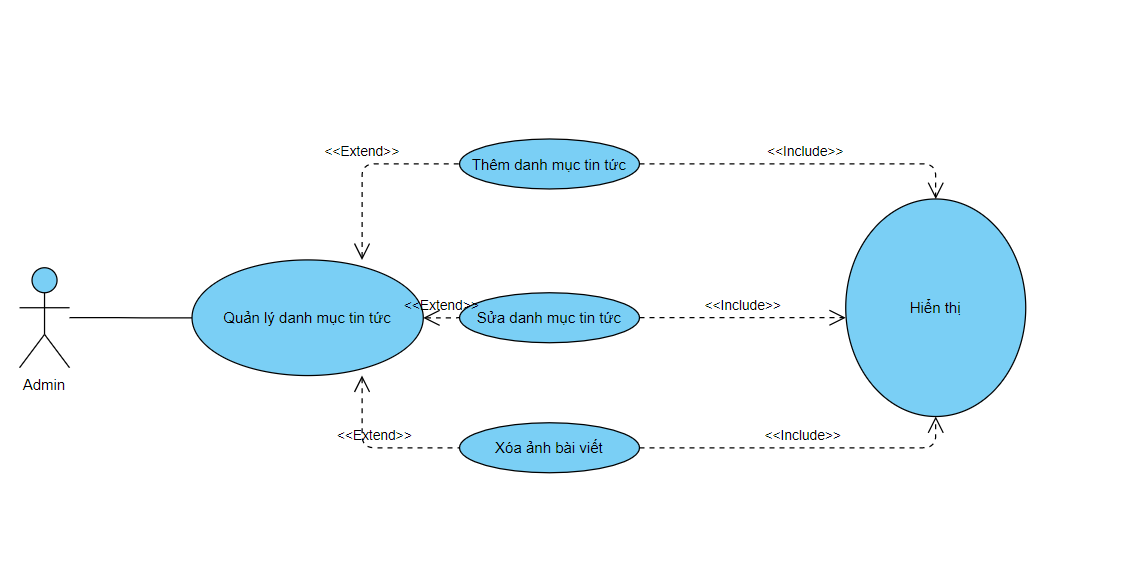 <<Extend>>
Thêm danh mục tin tức
<<Include>>
Quản lý danh mục tin tức
<<Extend>>
Sửa danh mục tin tức
<<Include>>
Hiển thị
Admin
<<Extend>>
Xóa ảnh bài viết
<<Include>>